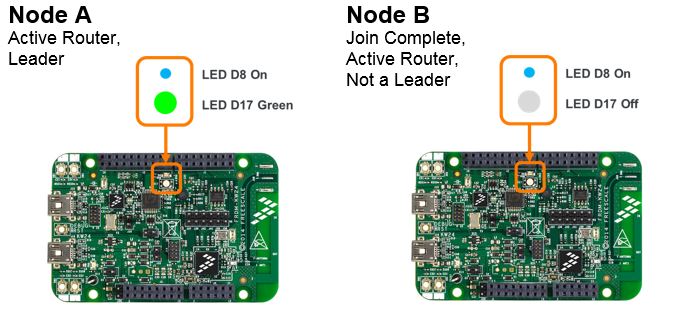 Node A
Active Router,
Leader
LED D8 On
LED D17 Green
Node B
Join Complete,
Active Router,
Not a Leader
LED D8 On
LED D17 Off